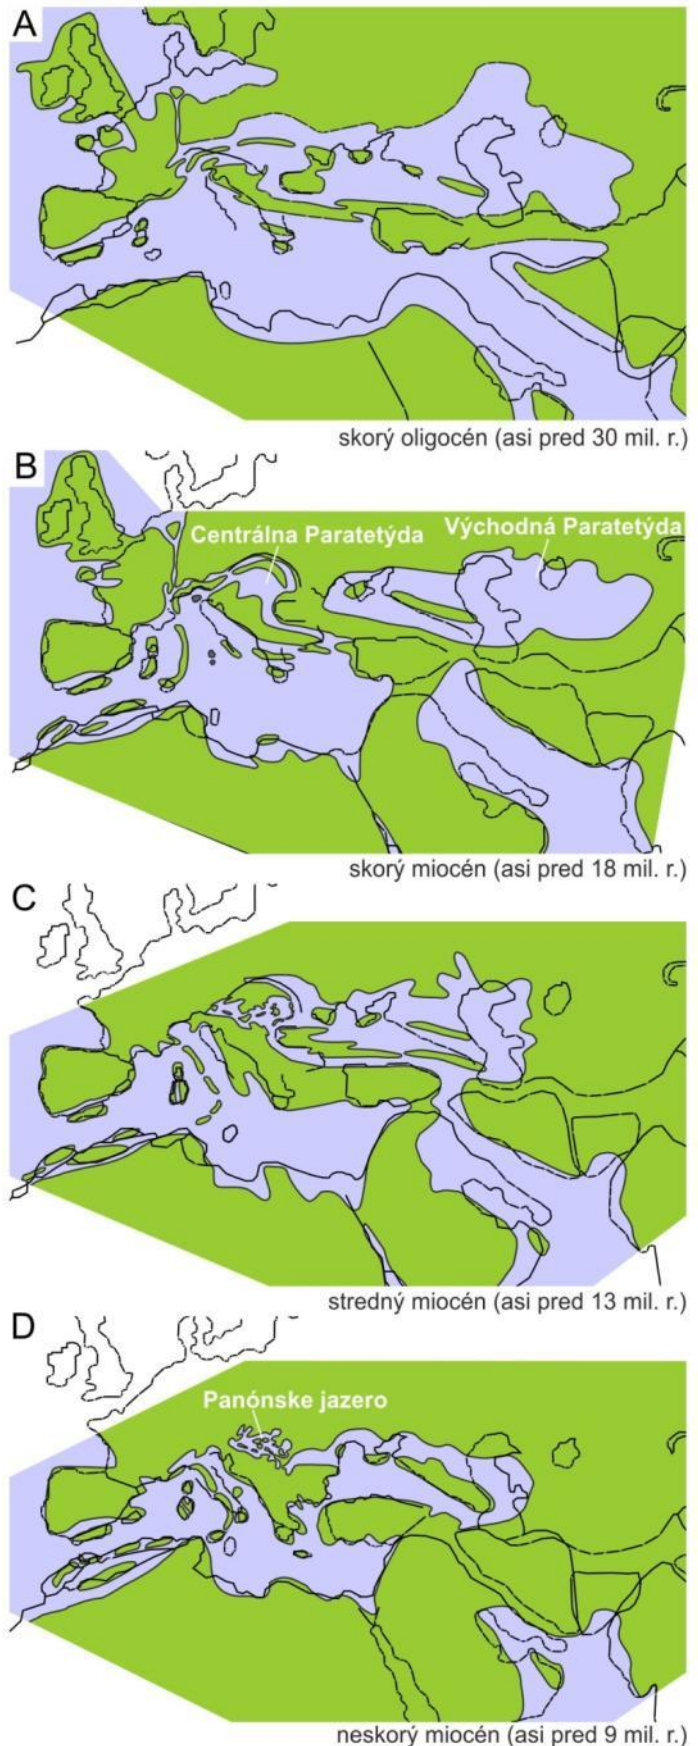 A
skorý oligocén (asi pred 30 mil. r.)
B
Centrálna Paratetýda
Východná Paratetýda
skorý miocén (asi pred 18 mil. r.)
C
stredný miocén (asi pred 13 mil. r.)
D
Panónske jazero
neskorý miocén (asi pred 9 mil. r.)